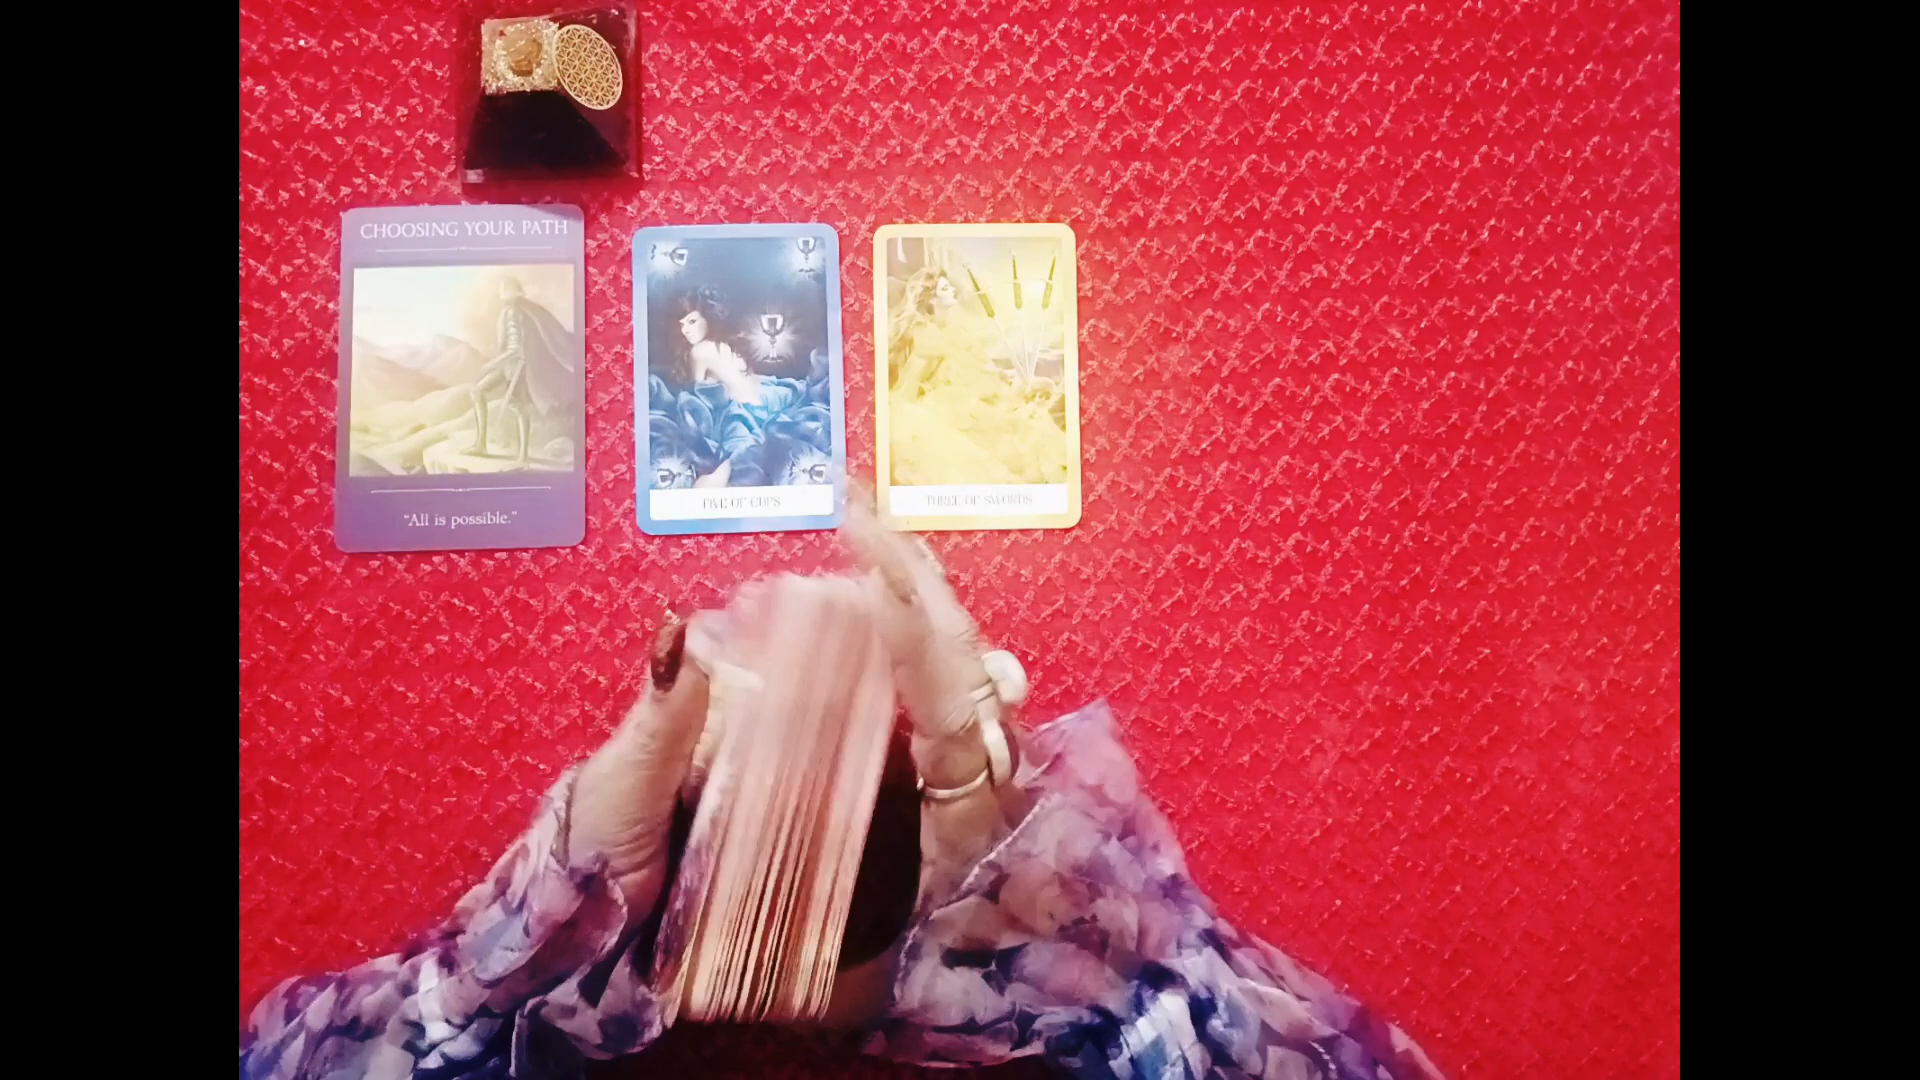 CHOOSING YOUR PATH
"All is possible."
FIVE OF CUPS
THREE OF SWORDS